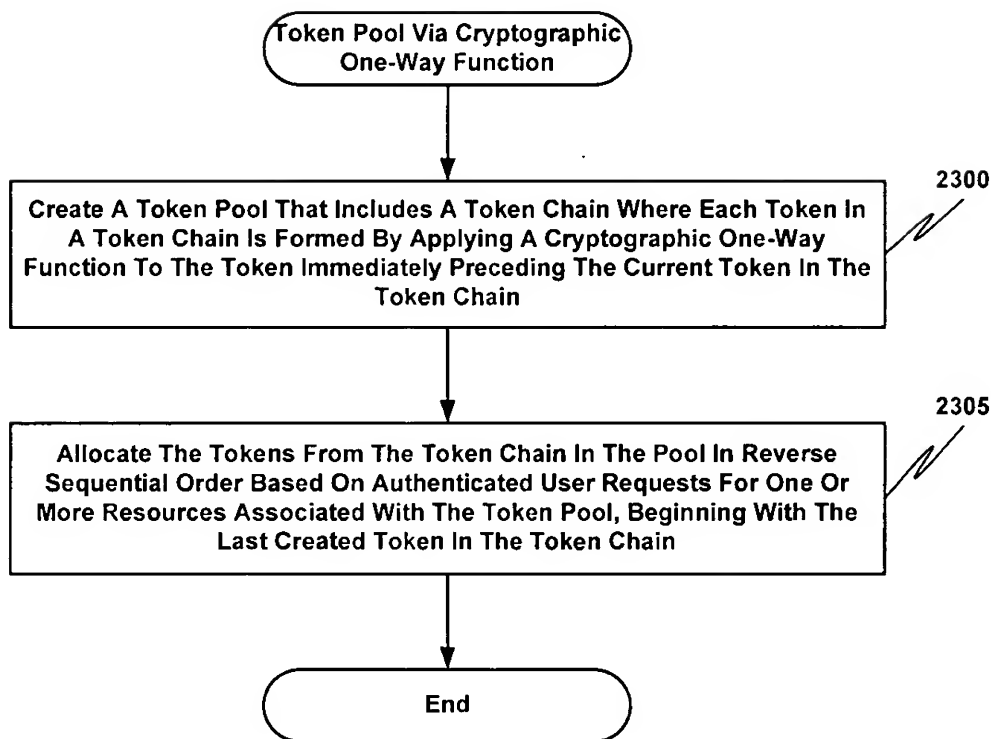 Token Pool Via Cryptographic
One-Way Function
2300
Create A Token Pool That Includes A Token Chain Where Each Token In
A Token Chain Is Formed By Applying A Cryptographic One-Way
Function To The Token Immediately Preceding The Current Token In The
Token Chain
2305
Allocate The Tokens From The Token Chain In The Pool In Reverse
Sequential Order Based On Authenticated User Requests For One Or
More Resources Associated With The Token Pool, Beginning With The
Last Created Token In The Token Chain
End